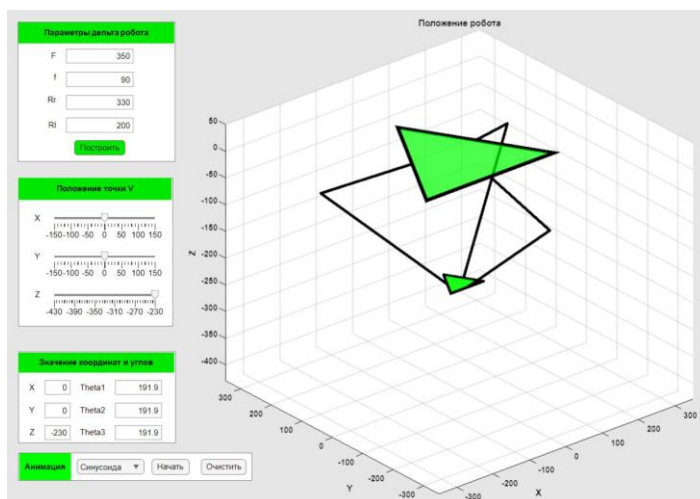 Параметры дельта робота
F 350
f 90
Rr 330
Rl 200
Построить
Положение точки V
X
-150 -100 -50 0 50 100 150
Y
-150 -100 -50 0 50 100 150
Z
-430 -390 -350 -310 -270 -230
Значение координат и углов
X 0 Theta1 191.9
Y 0 Theta2 191.9
Z -230 Theta3 191.9
Анимация Синусоида Начать Очистить
Положение робота
50
0
-50
-100
-150
-200
-250
-300
-350
-400
Z
300
200
100
0
-100
-200
-300
Y
-300
-200
-100
0
100
200
300
X